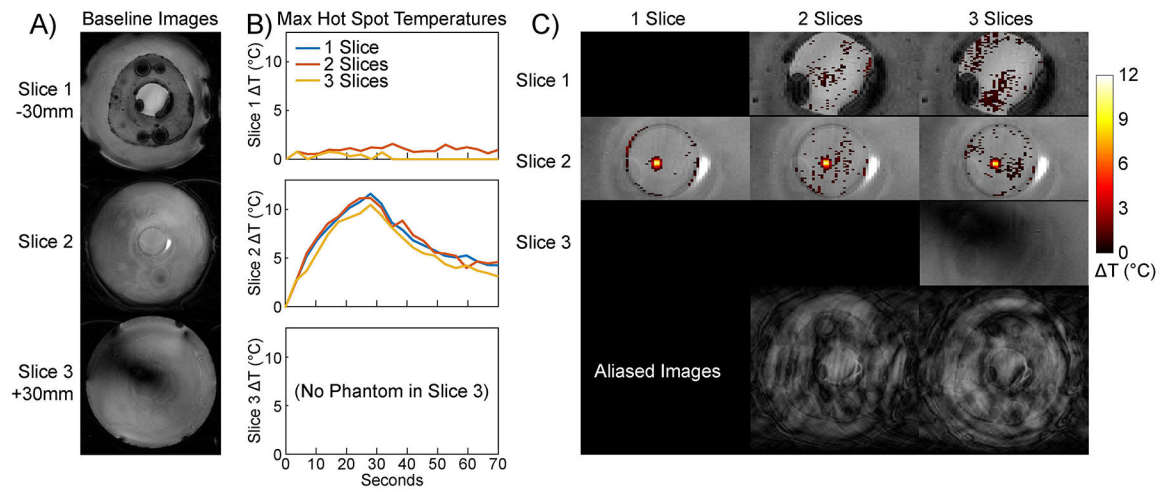 A)
Baseline Images
Slice 1
-30mm
Slice 2
Slice 3
+30mm
B)
Max Hot Spot Temperatures
Slice 1 ΔT (°C)
10
5
0
1 Slice
2 Slices
3 Slices
Slice 2 ΔT (°C)
10
5
0
Slice 3 ΔT (°C)
10
5
0
(No Phantom in Slice 3)
0 10 20 30 40 50 60 70
Seconds
C)
1 Slice 2 Slices 3 Slices
Slice 1
Slice 2
Slice 3
Aliased Images
12
9
6
3
0
ΔT (°C)